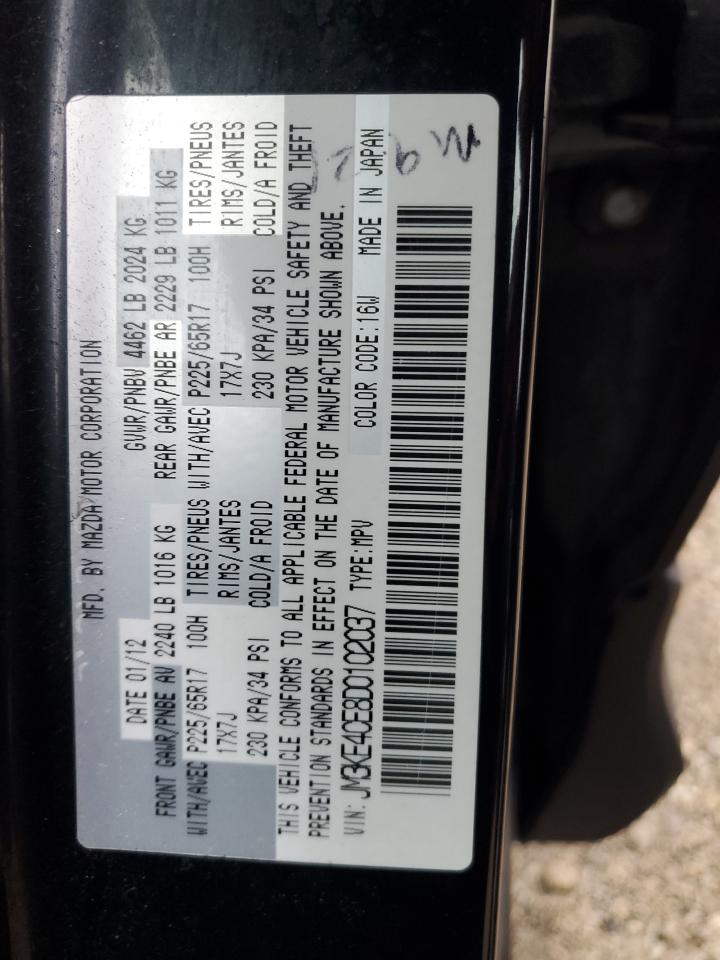 MFD. BY MAZDA MOTOR CORPORATION
DATE 01/12 GVWR/PNBV 4462 LB 2024 KG
FRONT GAWR/PNBE AV 2240 LB 1016 KG REAR GAWR/PNBE AR 2229 LB 1011 KG
WITH/AVEC P225/65R17 100H TIRES/PNEUS WITH/AVEC P225/65R17 100H TIRES/PNEUS
17X7J RIMS/JANTES 17X7J RIMS/JANTES
230 KPA/34 PSI COLD/A FROID 230 KPA/34 PSI COLD/A FROID
THIS VEHICLE CONFORMS TO ALL APPLICABLE FEDERAL MOTOR VEHICLE SAFETY AND THEFT
PREVENTION STANDARDS IN EFFECT ON THE DATE OF MANUFACTURE SHOWN ABOVE.
VIN: JM3KE4CE8D0102037 TYPE:MPV COLOR CODE:16W MADE IN JAPAN